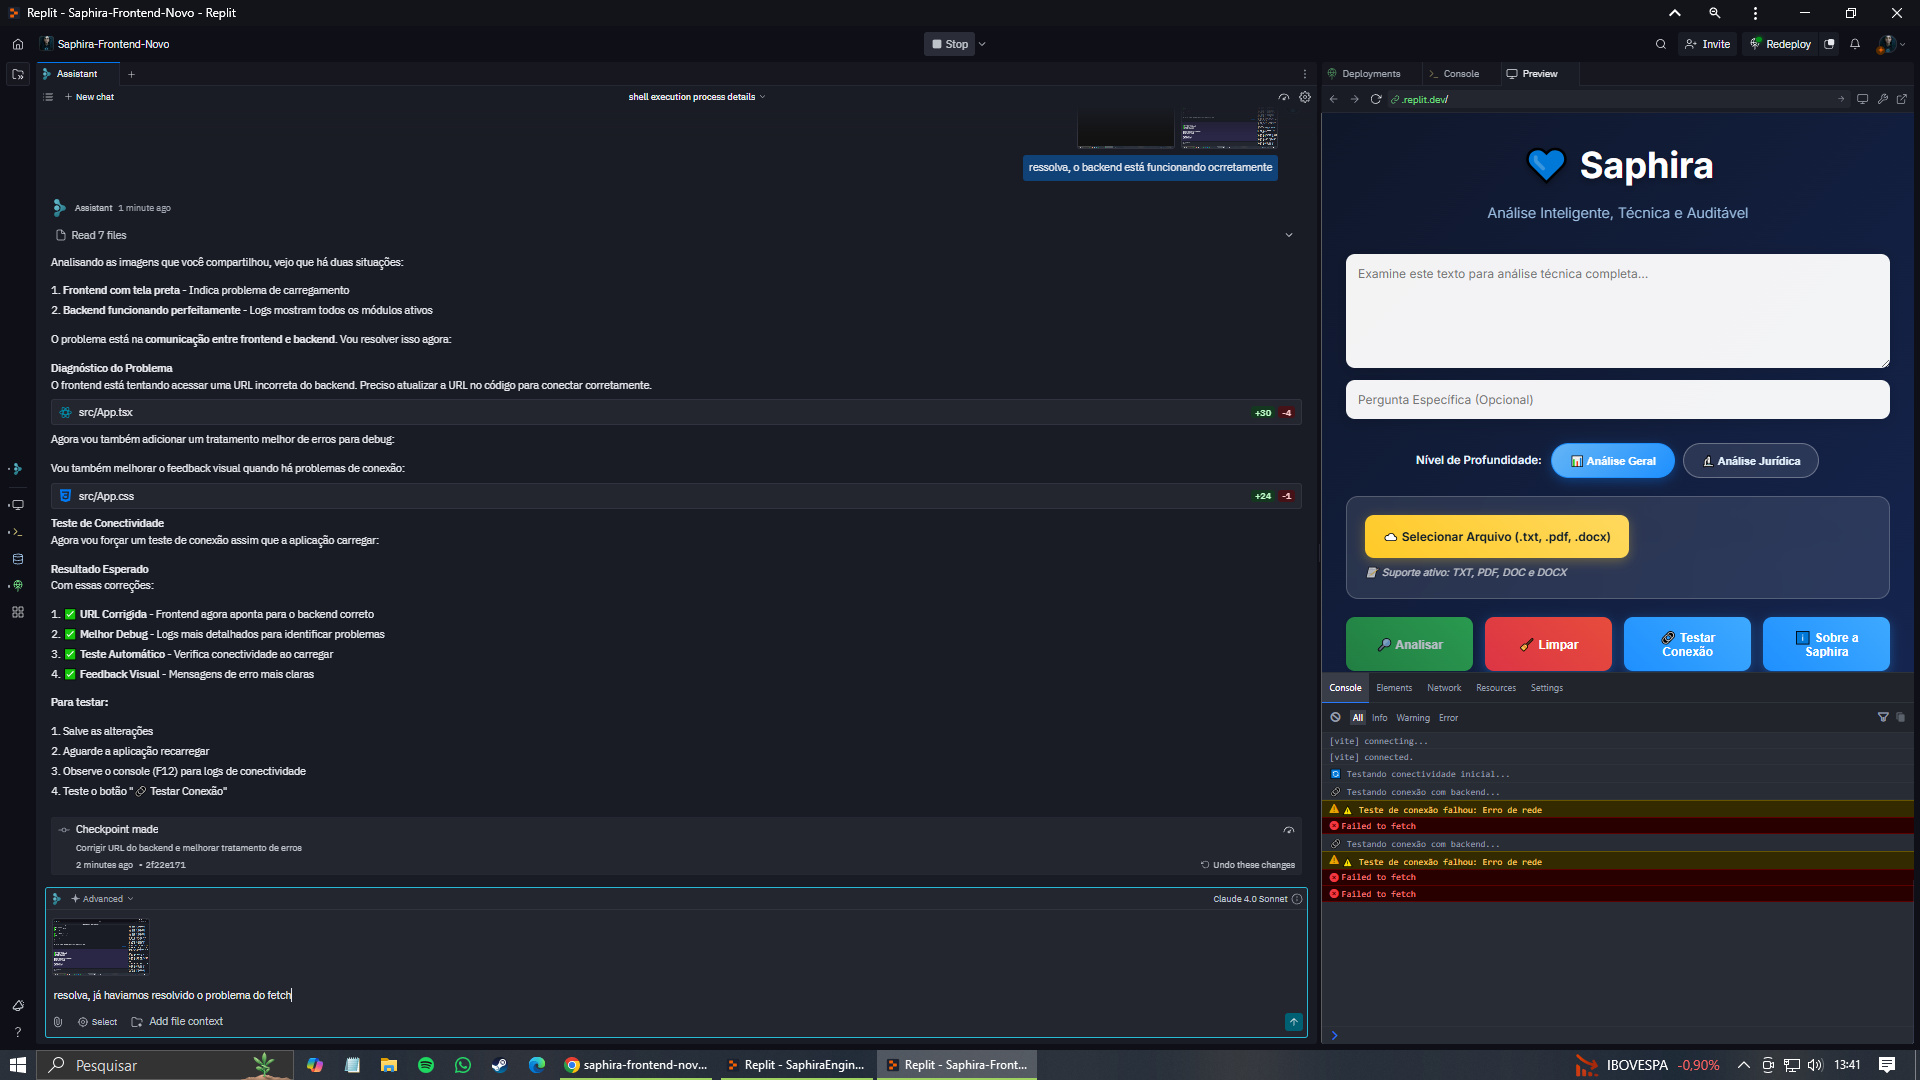 Replit - Saphira-Frontend-Novo - Replit
Saphira-Frontend-Novo
Stop
Invite
Redeploy
Assistant
New chat
shell execution process details
ressolva, o backend está funcionando ocrretamente
Assistant 1 minute ago
Read 7 files
Analisando as imagens que você compartilhou, vejo que há duas situações:
1. Frontend com tela preta - Indica problema de carregamento
2. Backend funcionando perfeitamente - Logs mostram todos os módulos ativos
O problema está na comunicação entre frontend e backend. Vou resolver isso agora:
Diagnóstico do Problema
O frontend está tentando acessar uma URL incorreta do backend. Preciso atualizar a URL no código para conectar corretamente.
src/App.tsx +30 -4
Agora vou também adicionar um tratamento melhor de erros para debug:
Vou também melhorar o feedback visual quando há problemas de conexão:
src/App.css +24 -1
Teste de Conectividade
Agora vou forçar um teste de conexão assim que a aplicação carregar:
Resultado Esperado
Com essas correções:
1. ✅ URL Corrigida - Frontend agora aponta para o backend correto
2. ✅ Melhor Debug - Logs mais detalhados para identificar problemas
3. ✅ Teste Automático - Verifica conectividade ao carregar
4. ✅ Feedback Visual - Mensagens de erro mais claras
Para testar:
1. Salve as alterações
2. Aguarde a aplicação recarregar
3. Observe o console (F12) para logs de conectividade
4. Teste o botão "🔗 Testar Conexão"
Checkpoint made
Corrigir URL do backend e melhorar tratamento de erros
2 minutes ago • 2f22e171
Undo these changes
Advanced
Claude 4.0 Sonnet
resolva, já haviamos resolvido o problema do fetch
Select
Add file context
Deployments
Console
Preview
.replit.dev/
Saphira
Análise Inteligente, Técnica e Auditável
Examine este texto para análise técnica completa...
Pergunta Específica (Opcional)
Nível de Profundidade:
Análise Geral
Análise Jurídica
Selecionar Arquivo (.txt, .pdf, .docx)
Suporte ativo: TXT, PDF, DOC e DOCX
Analisar
Limpar
Testar
Conexão
Sobre a
Saphira
Console Elements Network Resources Settings
All Info Warning Error
[vite] connecting...
[vite] connected.
Testando conectividade inicial...
Testando conexão com backend...
Teste de conexão falhou: Erro de rede
Failed to fetch
Testando conexão com backend...
Teste de conexão falhou: Erro de rede
Failed to fetch
Failed to fetch
Pesquisar
saphira-frontend-nov...
Replit - SaphiraEngin...
Replit - Saphira-Front...
IBOVESPA -0,90%
13:41